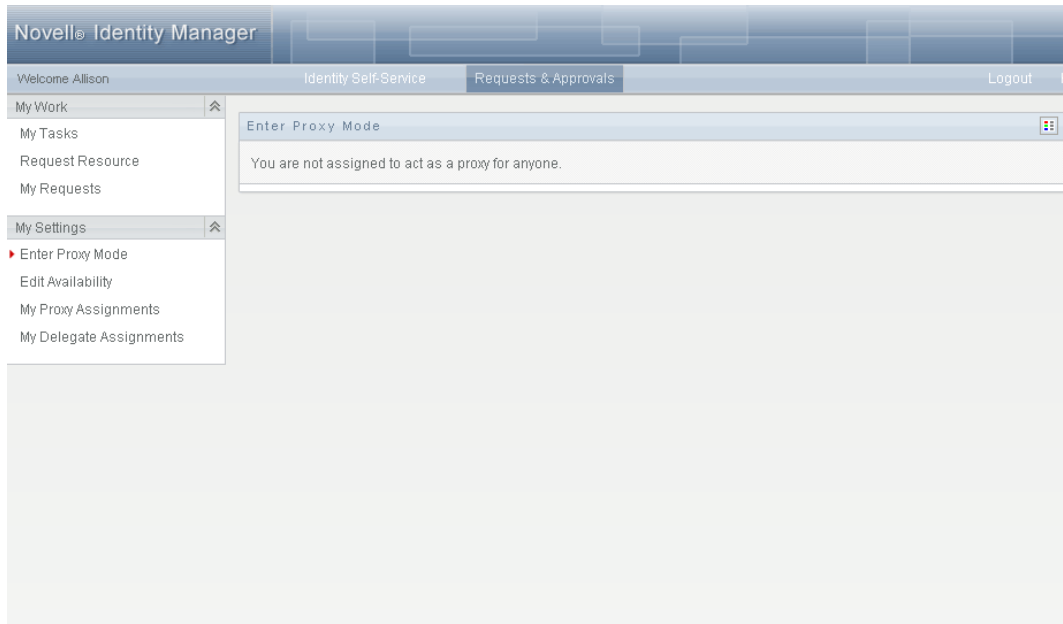 Novell® Identity Manager
Welcome Allison
Identity Self-Service
Requests & Approvals
Logout
My Work
My Tasks
Request Resource
My Requests
My Settings
Enter Proxy Mode
Edit Availability
My Proxy Assignments
My Delegate Assignments
Enter Proxy Mode
You are not assigned to act as a proxy for anyone.